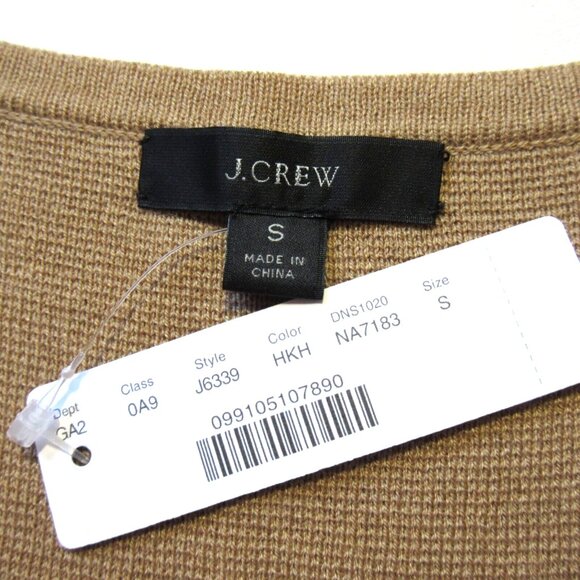 J.CREW
S
MADE IN
CHINA
Dept Class Style Color DNS1020 Size
GA2 0A9 J6339 HKH NA7183 S
099105107890